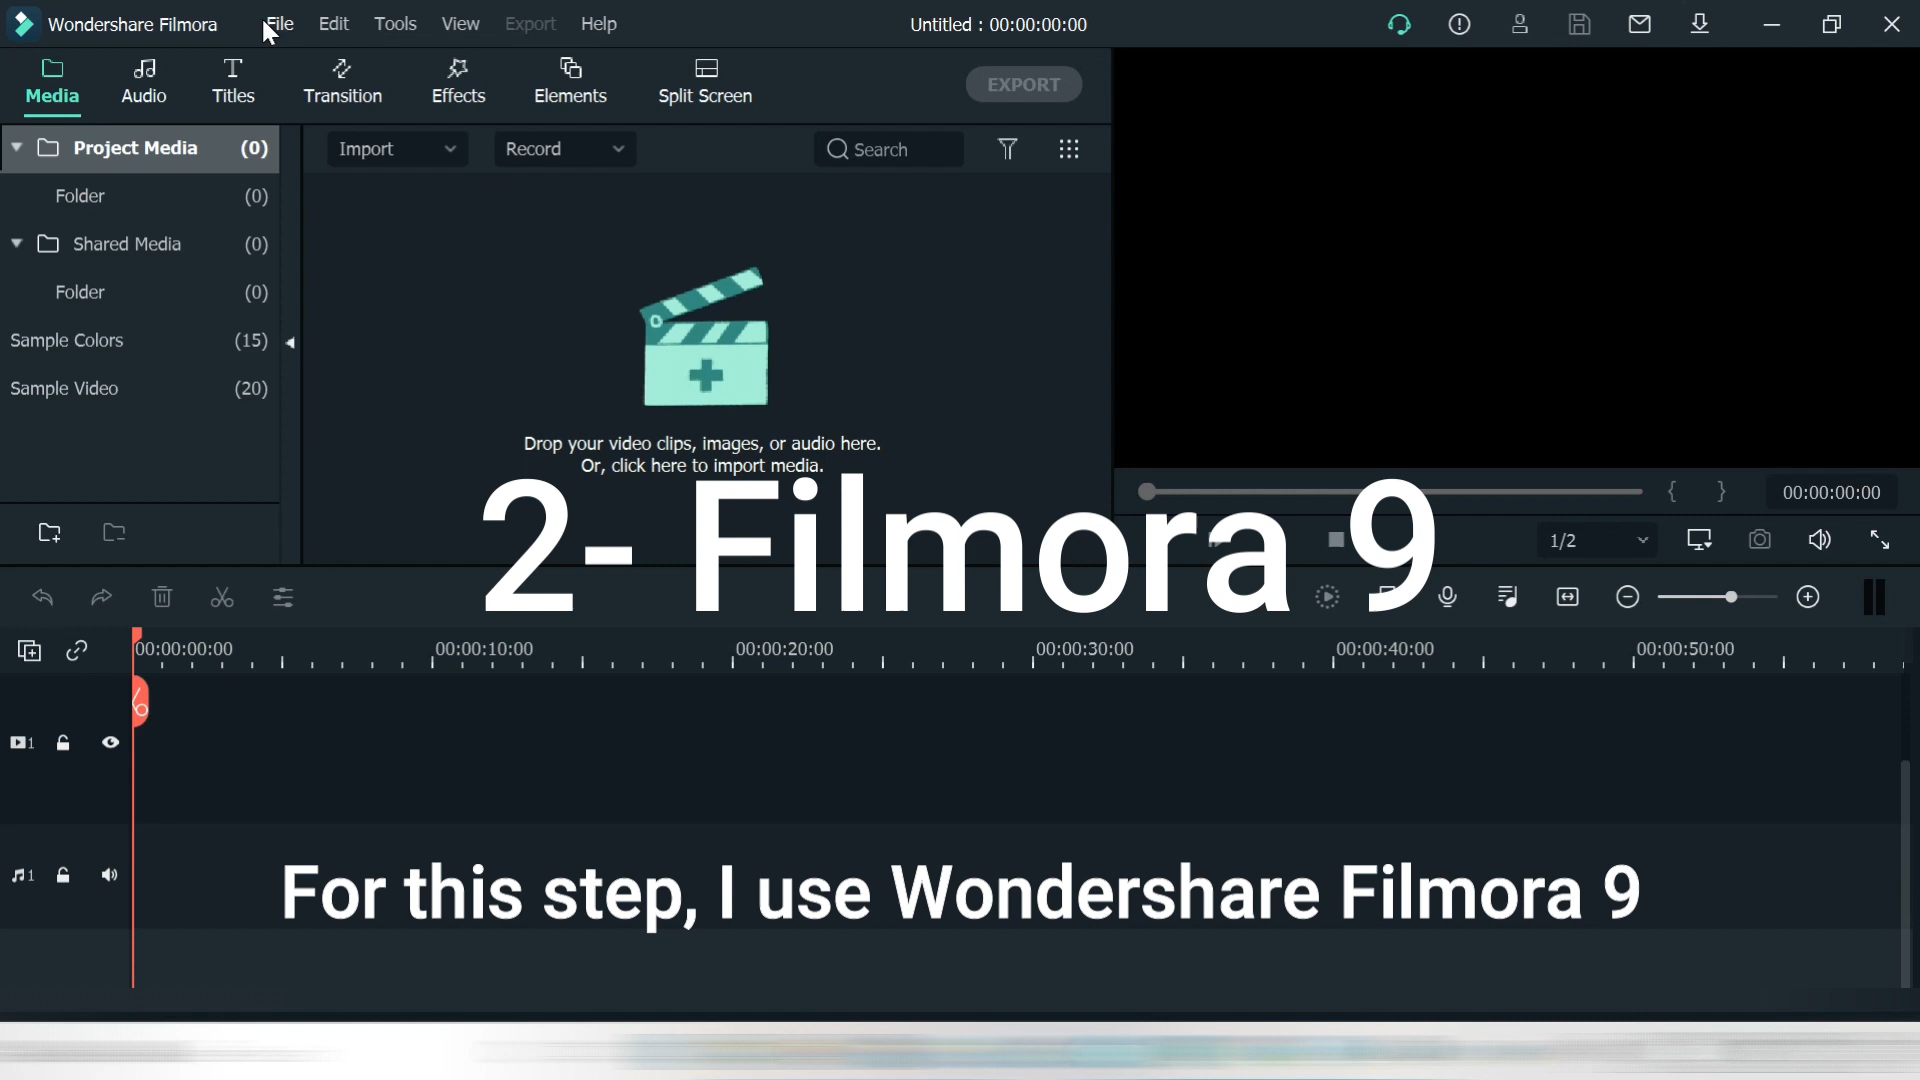 Wondershare Filmora File Edit Tools View Export Help Untitled : 00:00:00:00
Media Audio Titles Transition Effects Elements Split Screen EXPORT
Project Media (0) Import Record Search
Folder (0)
Shared Media (0)
Folder (0)
Sample Colors (15)
Sample Video (20)
Drop your video clips, images, or audio here.
Or, click here to import media.
{ } 00:00:00:00
1/2
2- Filmora 9
00:00:00:00 00:00:10:00 00:00:20:00 00:00:30:00 00:00:40:00 00:00:50:00
1
1
For this step, I use Wondershare Filmora 9